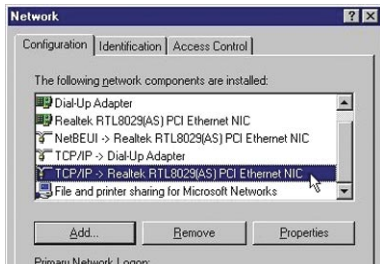 Network
Configuration Identification Access Control
The following network components are installed:
Dial-Up Adapter
Realtek RTL8029(AS) PCI Ethernet NIC
NetBEUI -> Realtek RTL8029(AS) PCI Ethernet NIC
TCP/IP -> Dial-Up Adapter
TCP/IP -> Realtek RTL8029(AS) PCI Ethernet NIC
File and printer sharing for Microsoft Networks
Add... Remove Properties
Primary Network Logon: